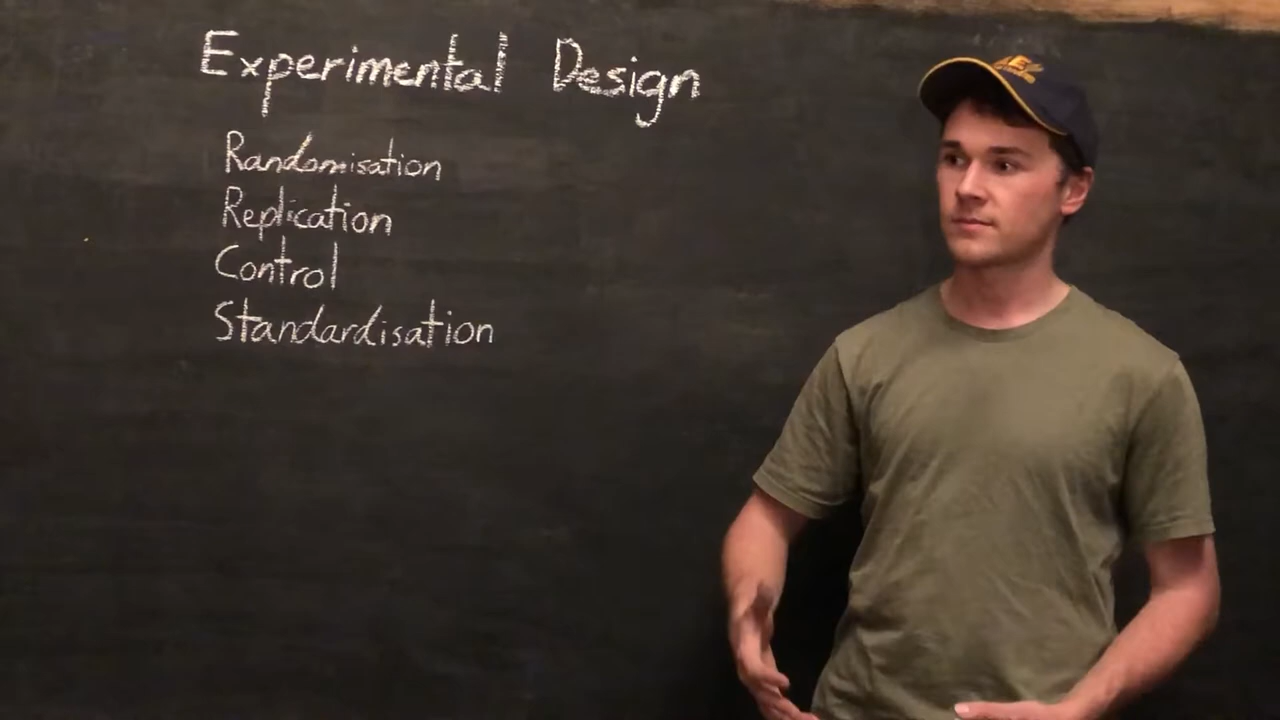 Experimental Design
Randomisation
Replication
Control
Standardisation